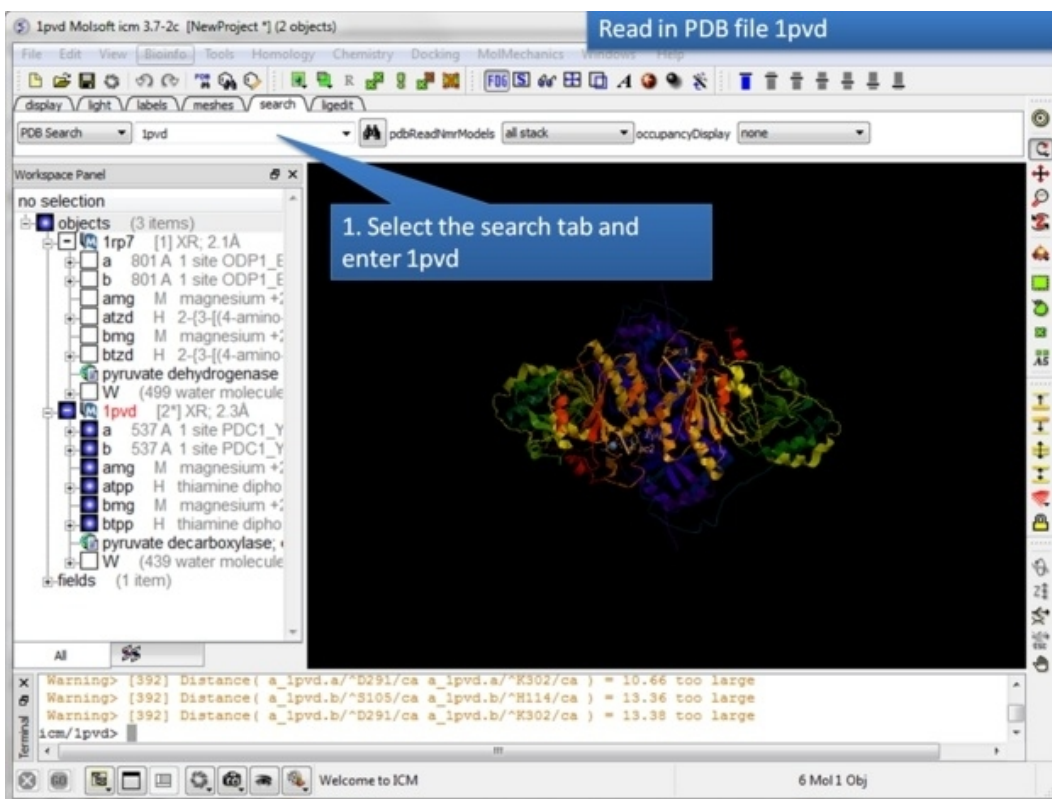 1pvd Molsoft icm 3.7-2c [NewProject *] (2 objects)
Read in PDB file 1pvd
File Edit View Bioinfo Tools Homology Chemistry Docking MolMechanics Windows Help
display light labels meshes search ligedit
PDB Search 1pvd pdbReadNmrModels all stack occupancyDisplay none
Workspace Panel
no selection
objects (3 items)
1rp7 [1] XR; 2.1Å
a 801 A 1 site ODP1_E
b 801 A 1 site ODP1_E
amg M magnesium +2
atzd H 2-{3-[(4-amino-
bmg M magnesium +2
btzd H 2-{3-[(4-amino-
pyruvate dehydrogenase
W (499 water molecule
1pvd [2*] XR; 2.3Å
a 537 A 1 site PDC1_Y
b 537 A 1 site PDC1_Y
amg M magnesium +2
atpp H thiamine dipho
bmg M magnesium +2
btpp H thiamine dipho
pyruvate decarboxylase;
W (439 water molecule
fields (1 item)
All
1. Select the search tab and
enter 1pvd
Terminal
Warning> [392] Distance( a_1pvd.a/^D291/ca a_1pvd.a/^K302/ca ) = 10.66 too large
Warning> [392] Distance( a_1pvd.b/^S105/ca a_1pvd.b/^H114/ca ) = 13.36 too large
Warning> [392] Distance( a_1pvd.b/^D291/ca a_1pvd.b/^K302/ca ) = 13.38 too large
icm/1pvd>
Welcome to ICM
6 Mol 1 Obj